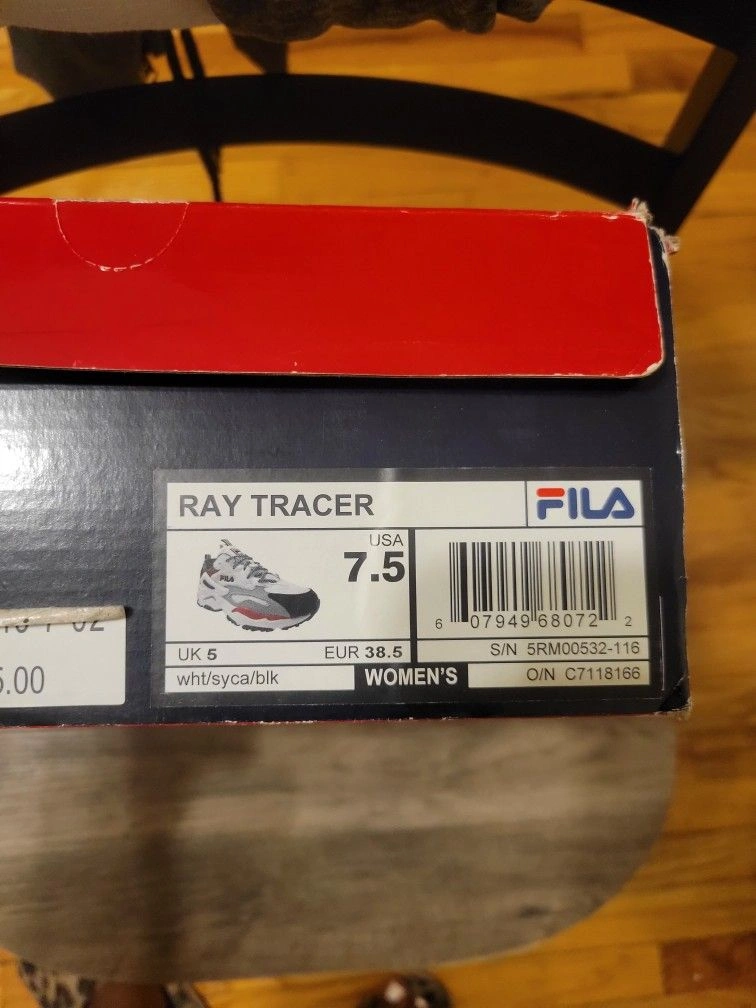 RAY TRACER
FILA
USA
7.5
FILA
6 07949 68072 2
UK 5
EUR 38.5
S/N 5RM00532-116
wht/syca/blk
WOMEN'S
O/N C7118166
5.00